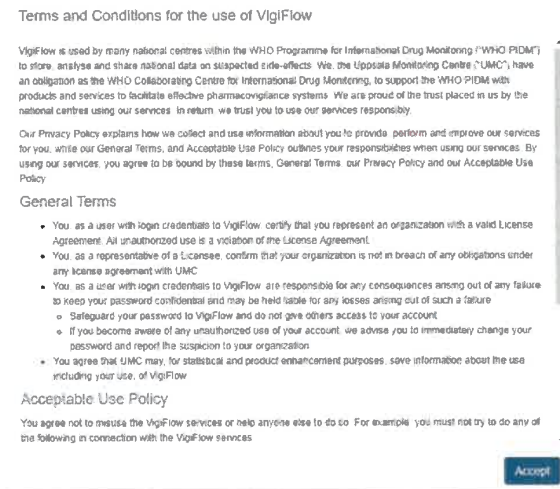 Terms and Conditions for the use of VigiFlow
VigiFlow is used by many national centres within the WHO Programme for International Drug Monitoring ("WHO PIDM")
to store, analyse and share national data on suspected side-effects. We, the Uppsala Monitoring Centre ("UMC"), have
an obligation as the WHO Collaborating Centre for International Drug Monitoring, to support the WHO PIDM with
products and services to facilitate effective pharmacovigilance systems. We are proud of the trust placed in us by the
national centres using our services. In return, we trust you to use our services responsibly.
Our Privacy Policy explains how we collect and use information about you to provide, perform and improve our services
for you, while our General Terms, and Acceptable Use Policy outlines your responsibilities when using our services. By
using our services, you agree to be bound by these terms, General Terms, our Privacy Policy and our Acceptable Use
Policy
General Terms
• You, as a user with login credentials to VigiFlow, certify that you represent an organization with a valid License
Agreement. All unauthorized use is a violation of the License Agreement.
• You, as a representative of a Licensee, confirm that your organization is not in breach of any obligations under
any license agreement with UMC
• You, as a user with login credentials to VigiFlow, are responsible for any consequences arising out of any failure
to keep your password confidential and may be held liable for any losses arising out of such a failure
o Safeguard your password to VigiFlow and do not give others access to your account
o If you become aware of any unauthorized use of your account, we advise you to immediately change your
password and report the suspicion to your organization
• You agree that UMC may, for statistical and product enhancement purposes, save information about the use
including your use, of VigiFlow
Acceptable Use Policy
You agree not to misuse the VigiFlow services or help anyone else to do so. For example, you must not try to do any of
the following in connection with the VigiFlow services
Accept